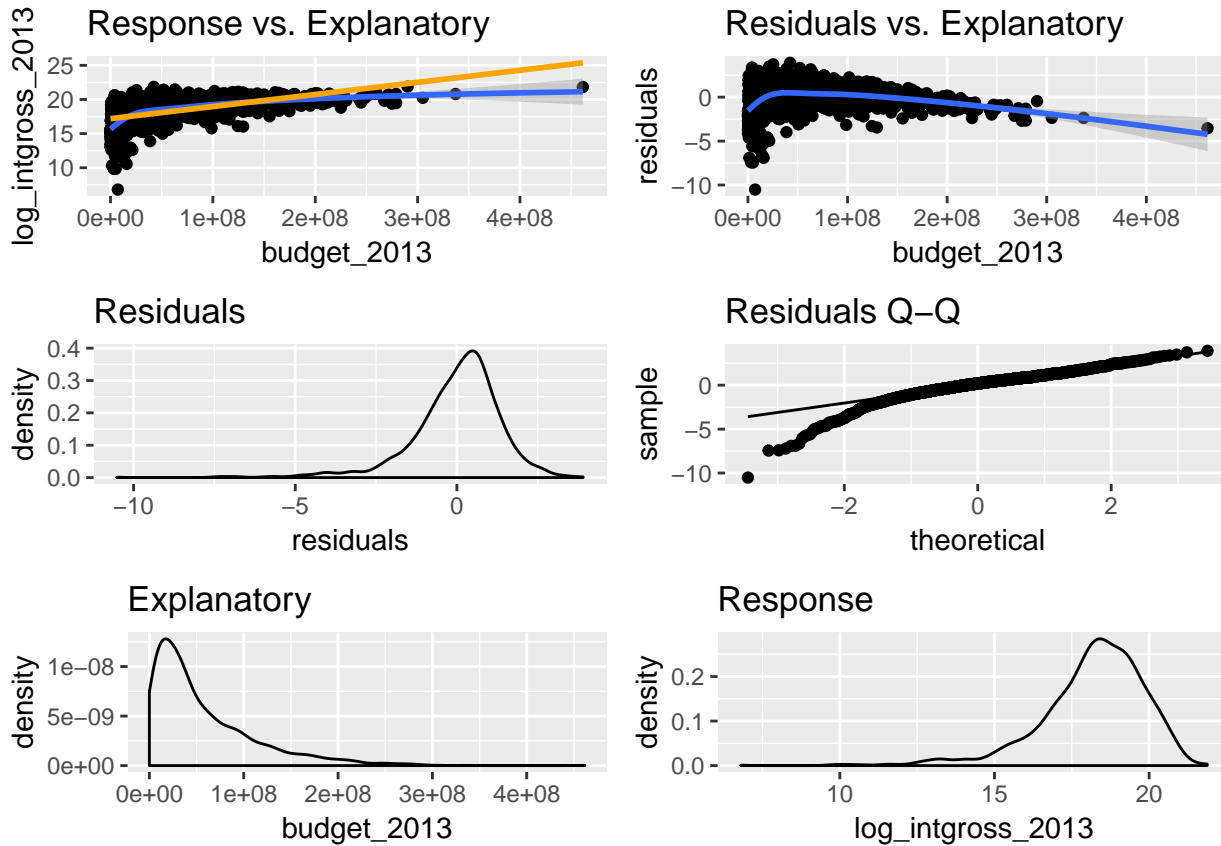 Response vs. Explanatory
log_intgross_2013
25
20
15
10
0e+00 1e+08 2e+08 3e+08 4e+08
budget_2013
Residuals vs. Explanatory
residuals
0
−5
−10
0e+00 1e+08 2e+08 3e+08 4e+08
budget_2013
Residuals
density
0.4
0.3
0.2
0.1
0.0
−10 −5 0
residuals
Residuals Q−Q
sample
0
−5
−10
−2 0 2
theoretical
Explanatory
density
1e−08
5e−09
0e+00
0e+00 1e+08 2e+08 3e+08 4e+08
budget_2013
Response
density
0.2
0.1
0.0
10 15 20
log_intgross_2013